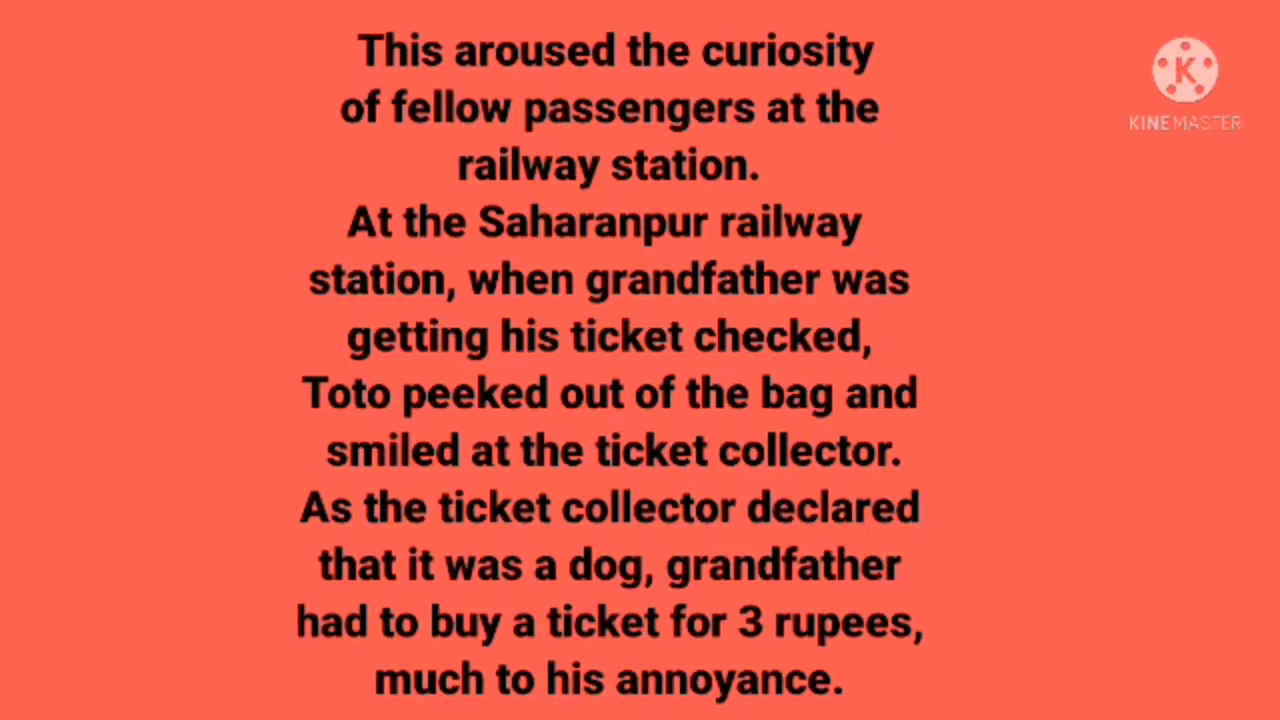 This aroused the curiosity
of fellow passengers at the
railway station.
At the Saharanpur railway
station, when grandfather was
getting his ticket checked,
Toto peeked out of the bag and
smiled at the ticket collector.
As the ticket collector declared
that it was a dog, grandfather
had to buy a ticket for 3 rupees,
much to his annoyance.
K
KINEMASTER